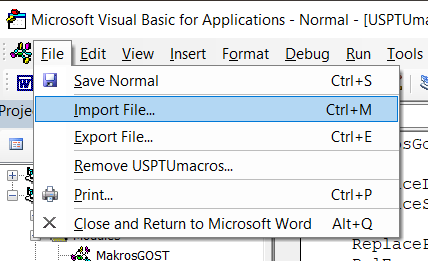 Microsoft Visual Basic for Applications - Normal - [USPTUmacros
File Edit View Insert Format Debug Run Tools
Save Normal Ctrl+S
Import File... Ctrl+M
Export File... Ctrl+E
Remove USPTUmacros...
Print... Ctrl+P
Close and Return to Microsoft Word Alt+Q
MakrosGOST